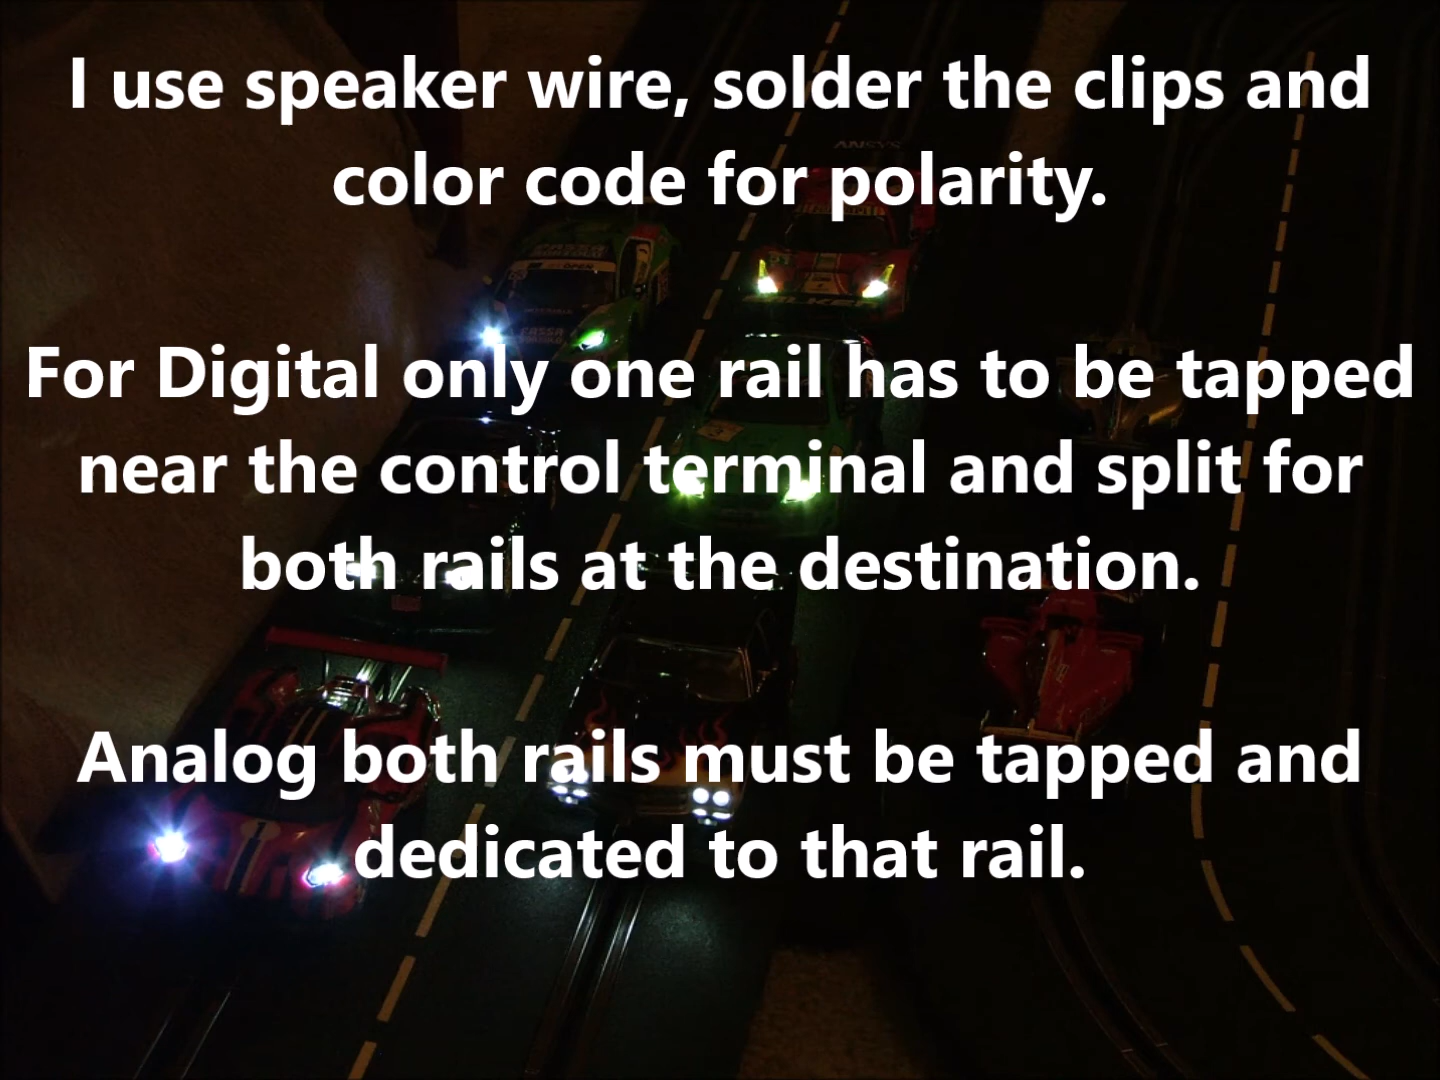 I use speaker wire, solder the clips and
color code for polarity.
For Digital only one rail has to be tapped
near the control terminal and split for
both rails at the destination.
Analog both rails must be tapped and
dedicated to that rail.
ANSYS